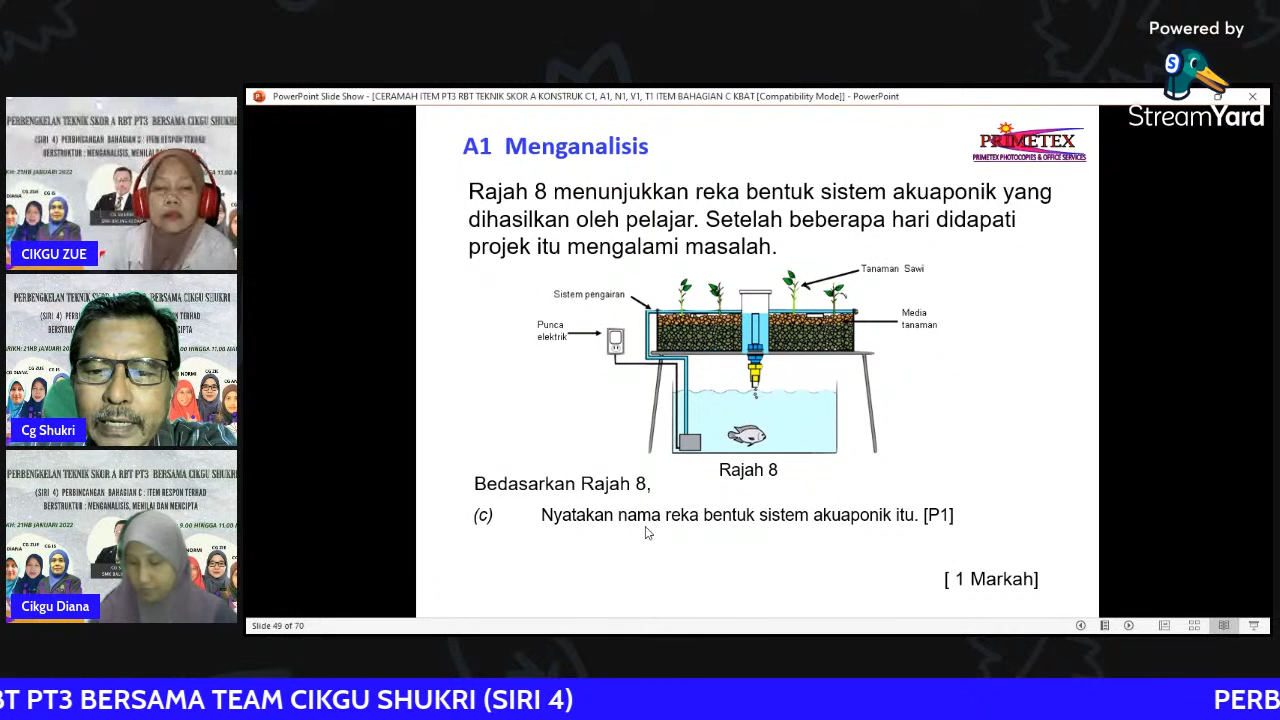 Powered by
StreamYard
PowerPoint Slide Show - [CERAMAH ITEM PT3 RBT TEKNIK SKOR A KONSTRUK C1, A1, N1, V1, T1 ITEM BAHAGIAN C KBAT [Compatibility Mode]] - PowerPoint
A1 Menganalisis
PRIMETEX
PRIMETEX PHOTOCOPIES & OFFICE SERVICES
Rajah 8 menunjukkan reka bentuk sistem akuaponik yang
dihasilkan oleh pelajar. Setelah beberapa hari didapati
projek itu mengalami masalah.
Tanaman Sawi
Sistem pengairan
Media
tanaman
Punca
elektrik
Rajah 8
Bedasarkan Rajah 8,
(c) Nyatakan nama reka bentuk sistem akuaponik itu. [P1]
[ 1 Markah]
Slide 49 of 70
CIKGU ZUE
Cg Shukri
Cikgu Diana
BT PT3 BERSAMA TEAM CIKGU SHUKRI (SIRI 4)
PERB